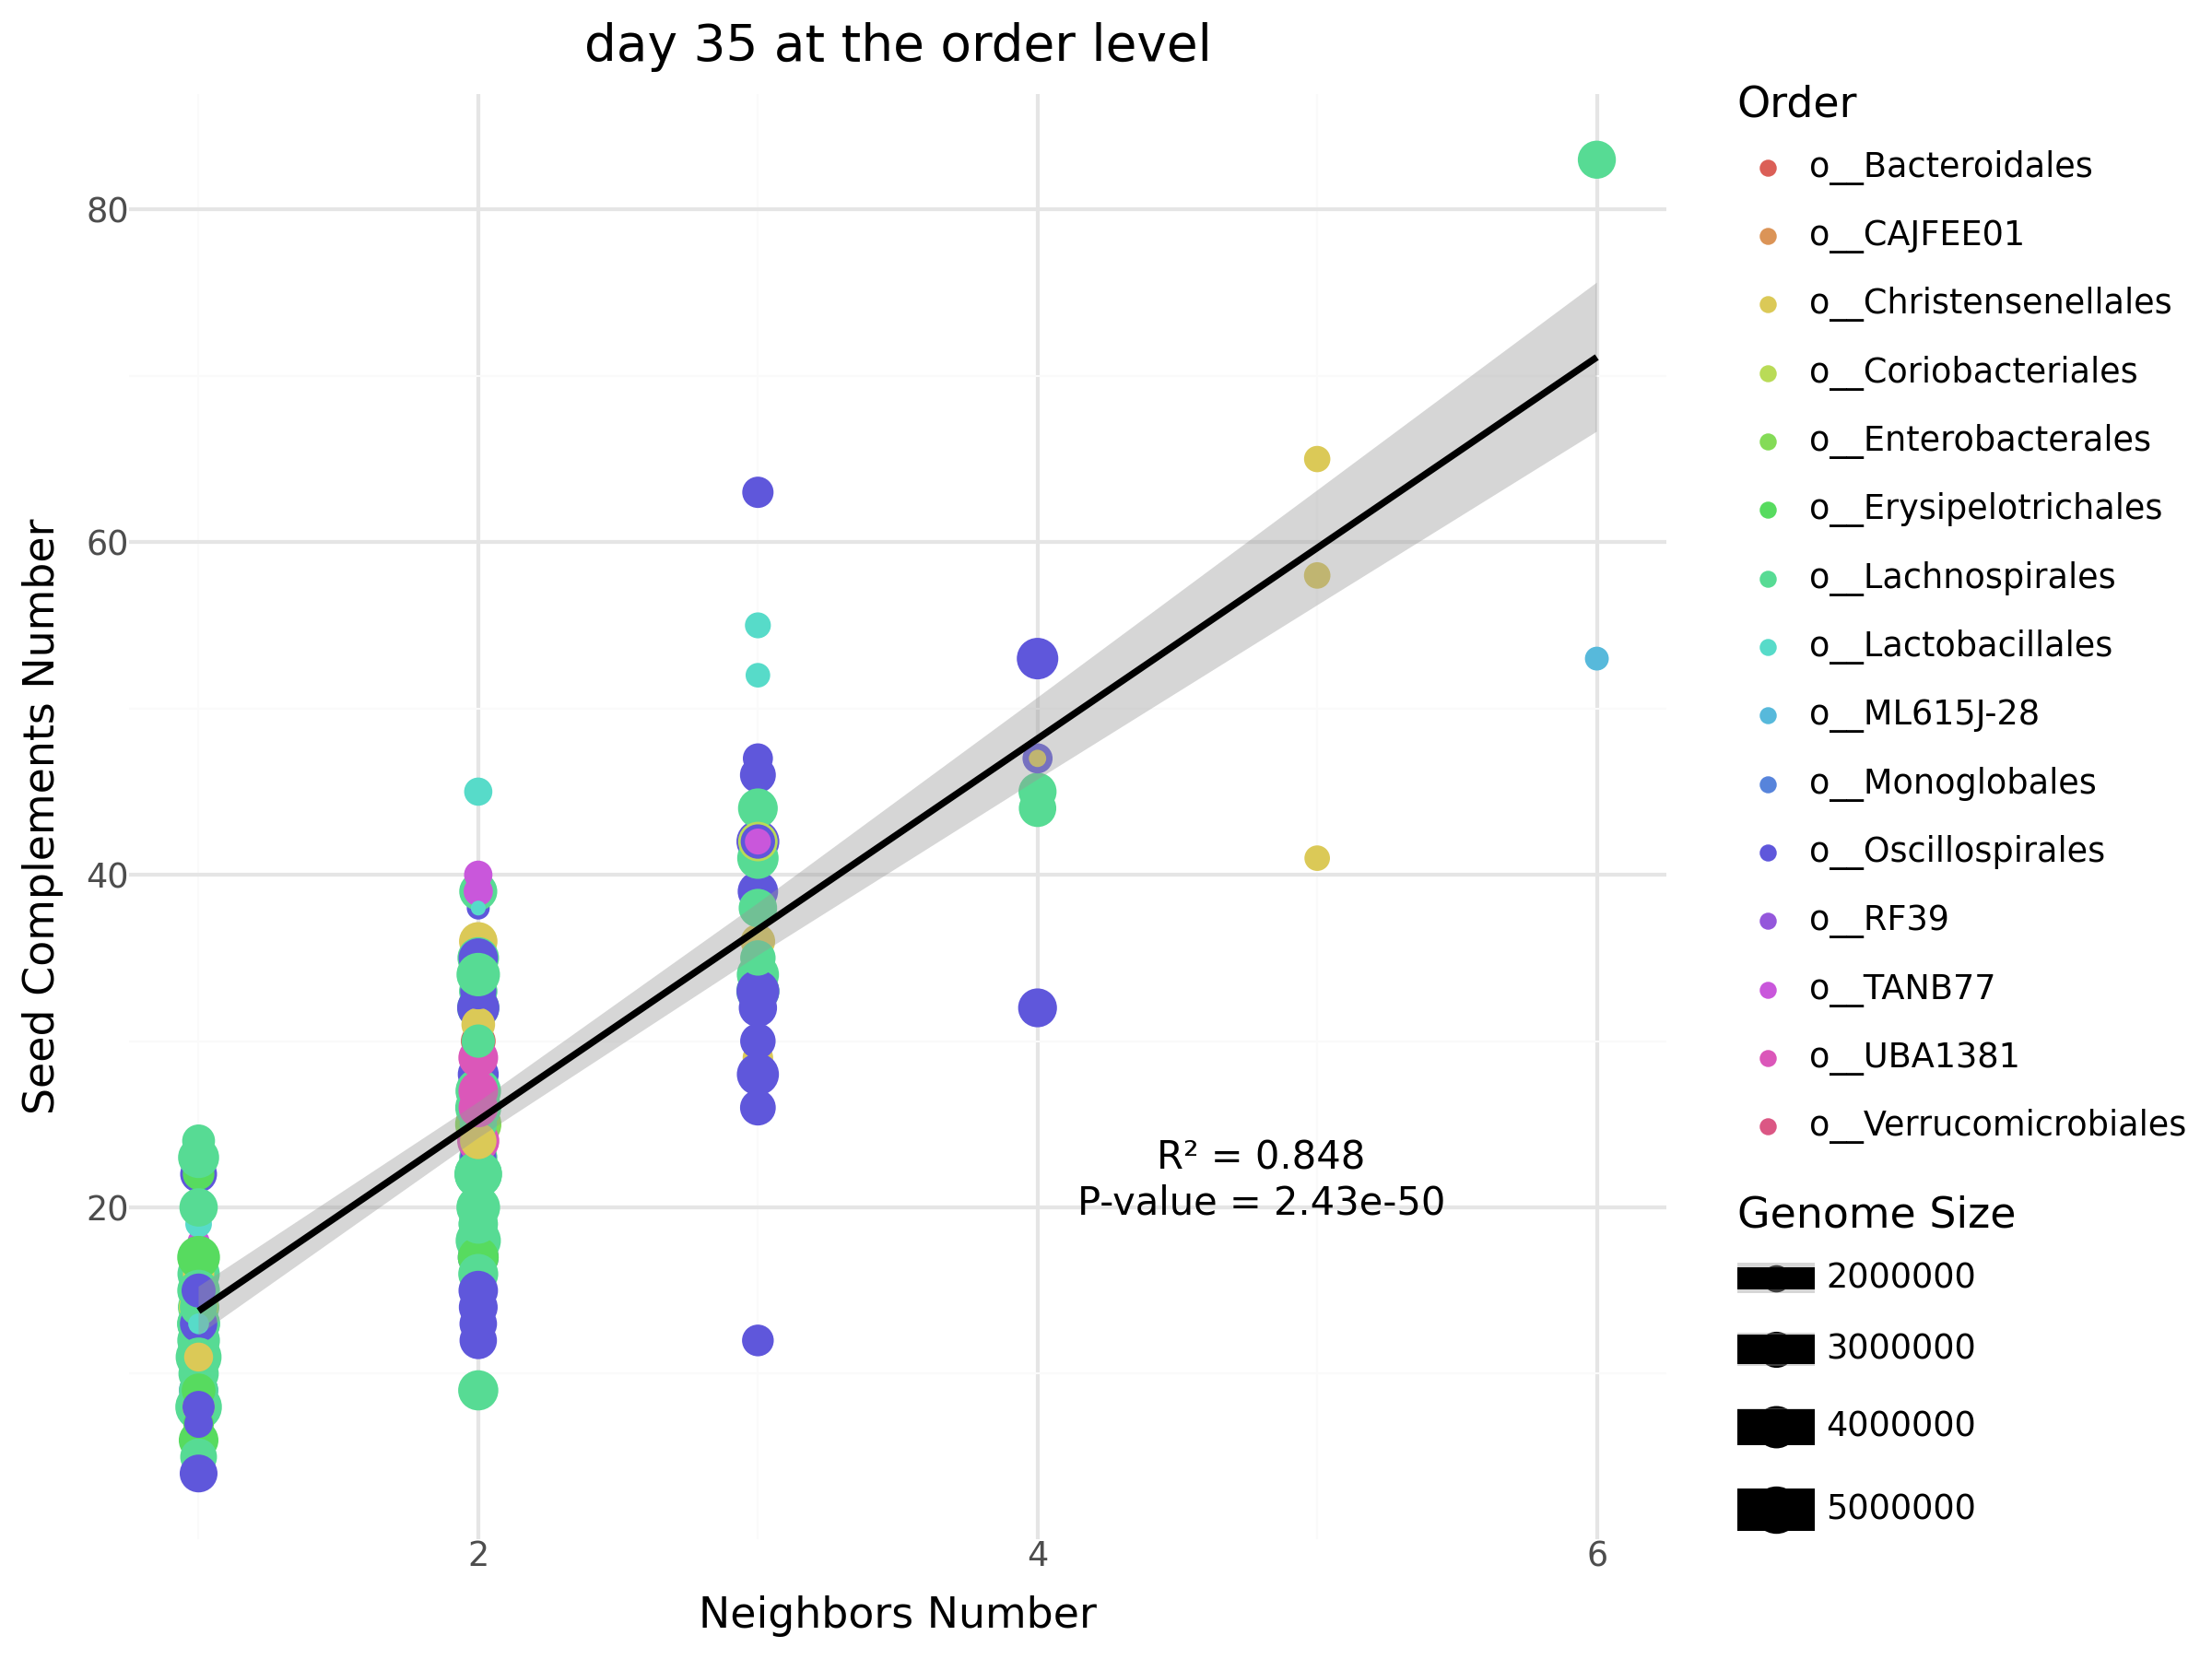 day 35 at the order level
Seed Complements Number
80
60
40
20
2
4
6
Neighbors Number
R² = 0.848
P-value = 2.43e-50
Order
o__Bacteroidales
o__CAJFEE01
o__Christensenellales
o__Coriobacteriales
o__Enterobacterales
o__Erysipelotrichales
o__Lachnospirales
o__Lactobacillales
o__ML615J-28
o__Monoglobales
o__Oscillospirales
o__RF39
o__TANB77
o__UBA1381
o__Verrucomicrobiales
Genome Size
2000000
3000000
4000000
5000000